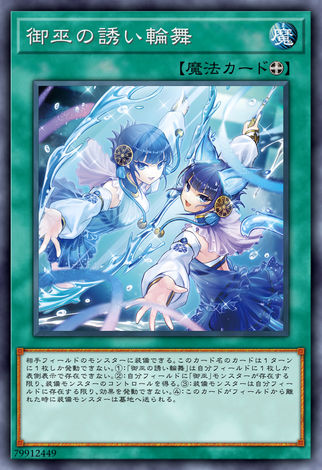 御巫の誘い輪舞
魔
【魔法カード】
相手フィールドのモンスターに装備できる。このカード名のカードは1ターン
に1枚しか発動できない。①:「御巫の誘い輪舞」は自分フィールドに1枚しか
表側表示で存在できない。②:自分フィールドに「御巫」モンスターが存在する
限り、装備モンスターのコントロールを得る。③:装備モンスターは自分フィールド
に存在する限り、効果を発動できない。④:このカードがフィールドから離
れた時に装備モンスターは墓地へ送られる。
79912449